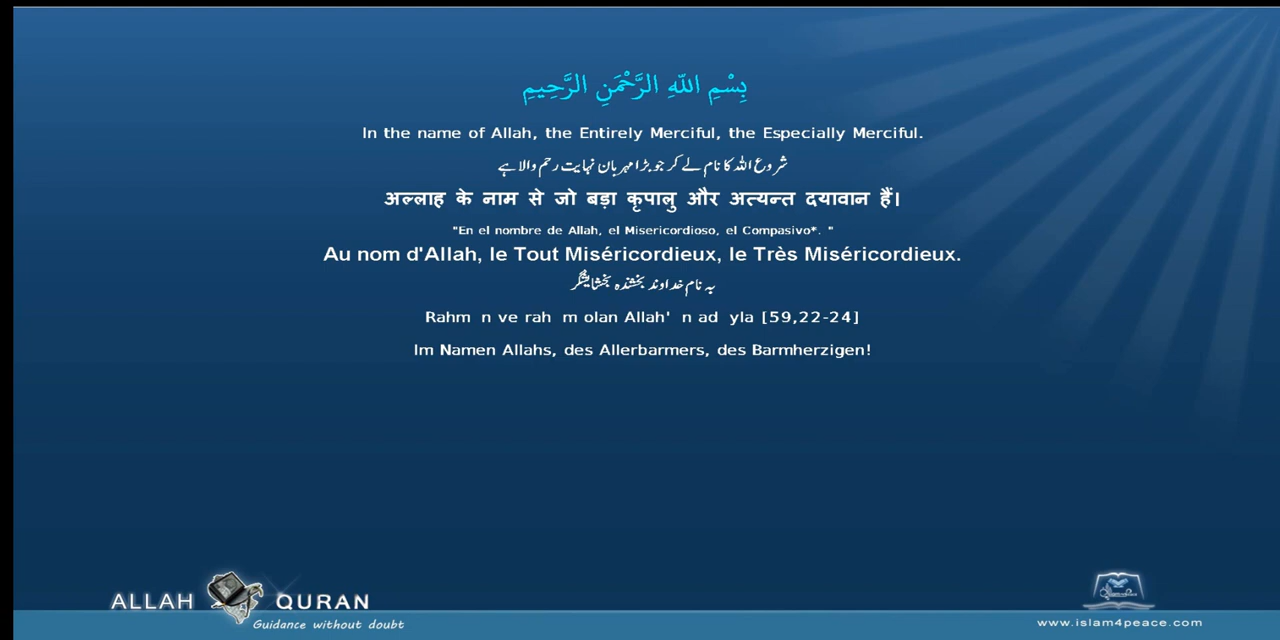 بِسْمِ اللّٰهِ الرَّحْمَنِ الرَّحِيمِ
In the name of Allah, the Entirely Merciful, the Especially Merciful.
شروع الله کا نام لے کر جو بڑا مہربان نہایت رحم والا ہے
अल्लाह के नाम से जो बड़ा कृपालु और अत्यन्त दयावान हैं।
"En el nombre de Allah, el Misericordioso, el Compasivo*. "
Au nom d'Allah, le Tout Miséricordieux, le Très Miséricordieux.
به نام خداوند بخشنده بخشایشگر
Rahm n ve rah m olan Allah' n ad yla [59,22-24]
Im Namen Allahs, des Allerbarmers, des Barmherzigen!
ALLAH QURAN
Guidance without doubt
www.islam4peace.com